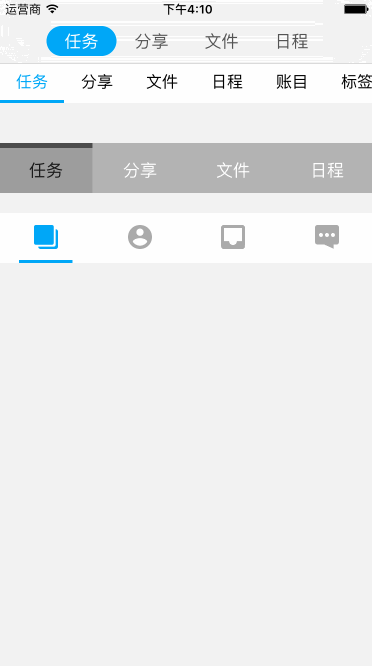 运营商 下午4:10
任务 分享 文件 日程
任务 分享 文件 日程 账目 标签
任务 分享 文件 日程